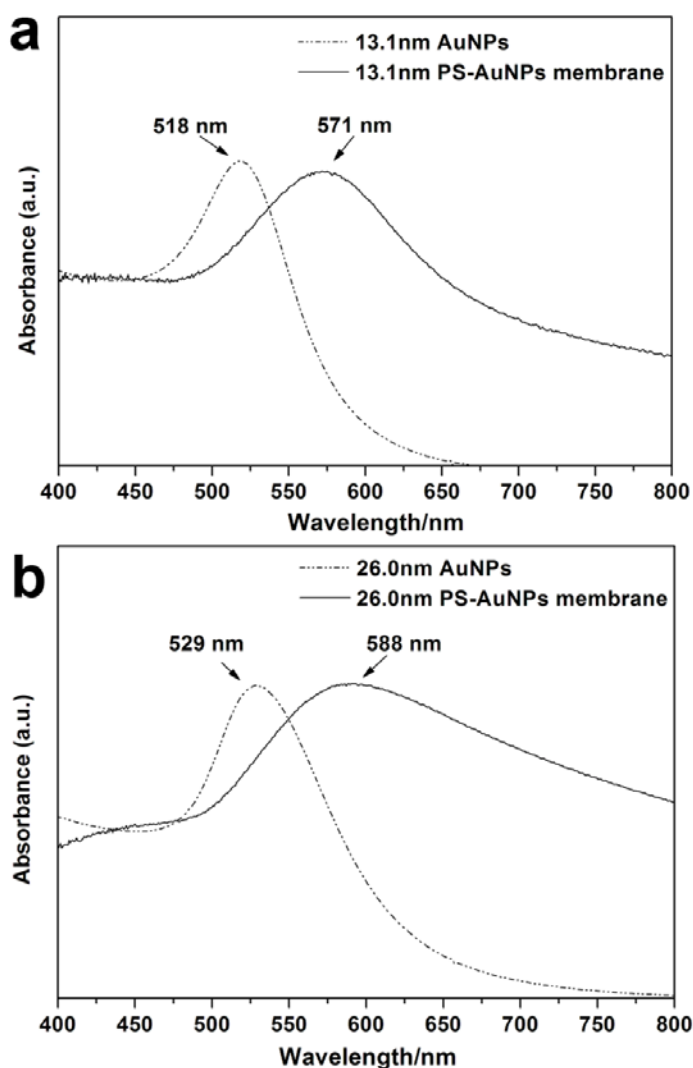 a
13.1nm AuNPs
13.1nm PS-AuNPs membrane
518 nm
571 nm
Absorbance (a.u.)
400 450 500 550 600 650 700 750 800
Wavelength/nm
b
26.0nm AuNPs
26.0nm PS-AuNPs membrane
529 nm
588 nm
Absorbance (a.u.)
400 450 500 550 600 650 700 750 800
Wavelength/nm